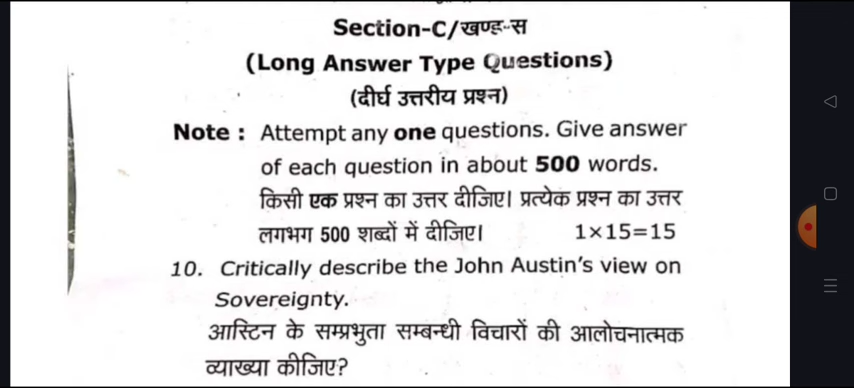 Section-C/खण्ड-स
(Long Answer Type Questions)
(दीर्घ उत्तरीय प्रश्न)
Note : Attempt any one questions. Give answer
of each question in about 500 words.
किसी एक प्रश्न का उत्तर दीजिए। प्रत्येक प्रश्न का उत्तर
लगभग 500 शब्दों में दीजिए। 1×15=15
10. Critically describe the John Austin's view on
Sovereignty.
आस्टिन के सम्प्रभुता सम्बन्धी विचारों की आलोचनात्मक
व्याख्या कीजिए?